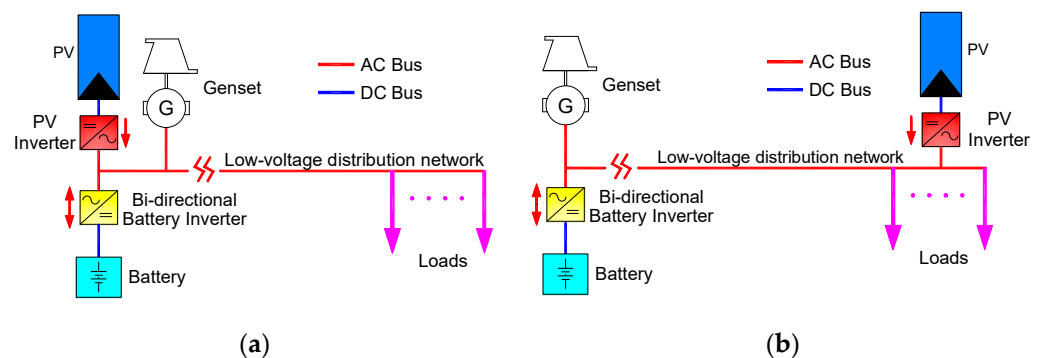 PV
Genset
G
AC Bus
DC Bus
PV
Inverter
Low-voltage distribution network
Bi-directional
Battery Inverter
Loads
Battery
(a)
PV
Genset
G
AC Bus
DC Bus
PV
Inverter
Low-voltage distribution network
Bi-directional
Battery Inverter
Loads
Battery
(b)